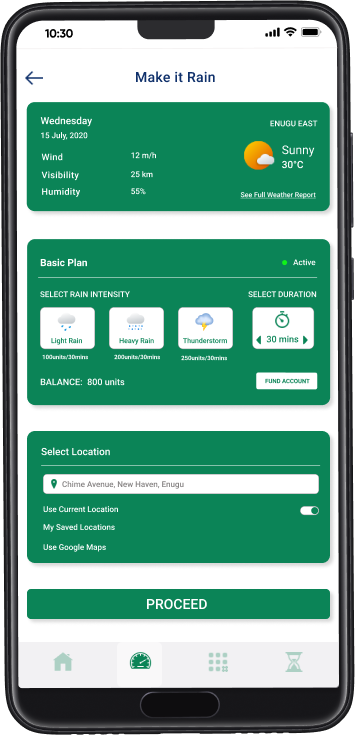 10:30
Make it Rain
Wednesday
15 July, 2020
ENUGU EAST
Wind 12 m/h
Sunny
30°C
Visibility 25 km
Humidity 55%
See Full Weather Report
Basic Plan
Active
SELECT RAIN INTENSITY
SELECT DURATION
Light Rain
Heavy Rain
Thunderstorm
30 mins
100units/30mins
200units/30mins
250units/30mins
BALANCE: 800 units
FUND ACCOUNT
Select Location
Chime Avenue, New Haven, Enugu
Use Current Location
My Saved Locations
Use Google Maps
PROCEED